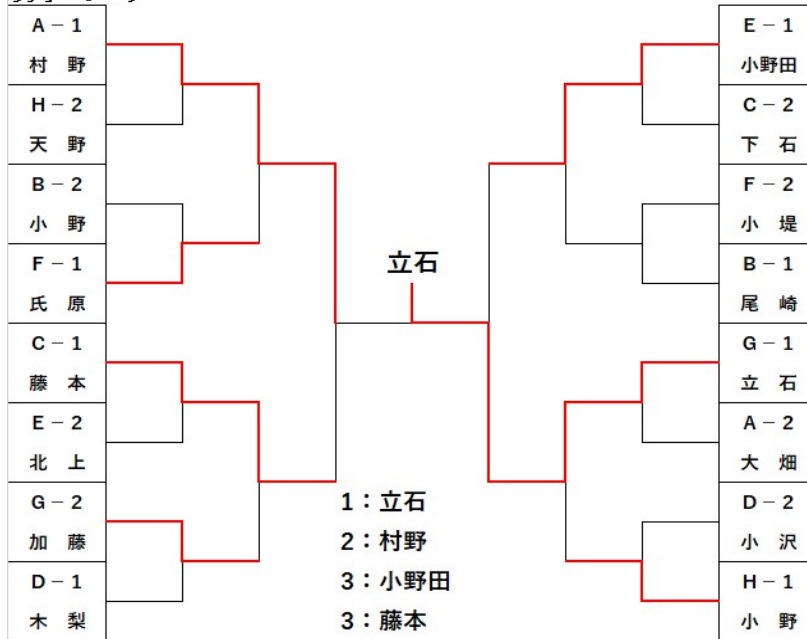 A－1
村　野
H－2
天　野
B－2
小　野
F－1
氏　原
C－1
藤　本
E－2
北　上
G－2
加　藤
D－1
木　梨
立石
1：立石
2：村野
3：小野田
3：藤本
E－1
小野田
C－2
下　石
F－2
小　堤
B－1
尾　崎
G－1
立　石
A－2
大　畑
D－2
小　沢
H－1
小　野